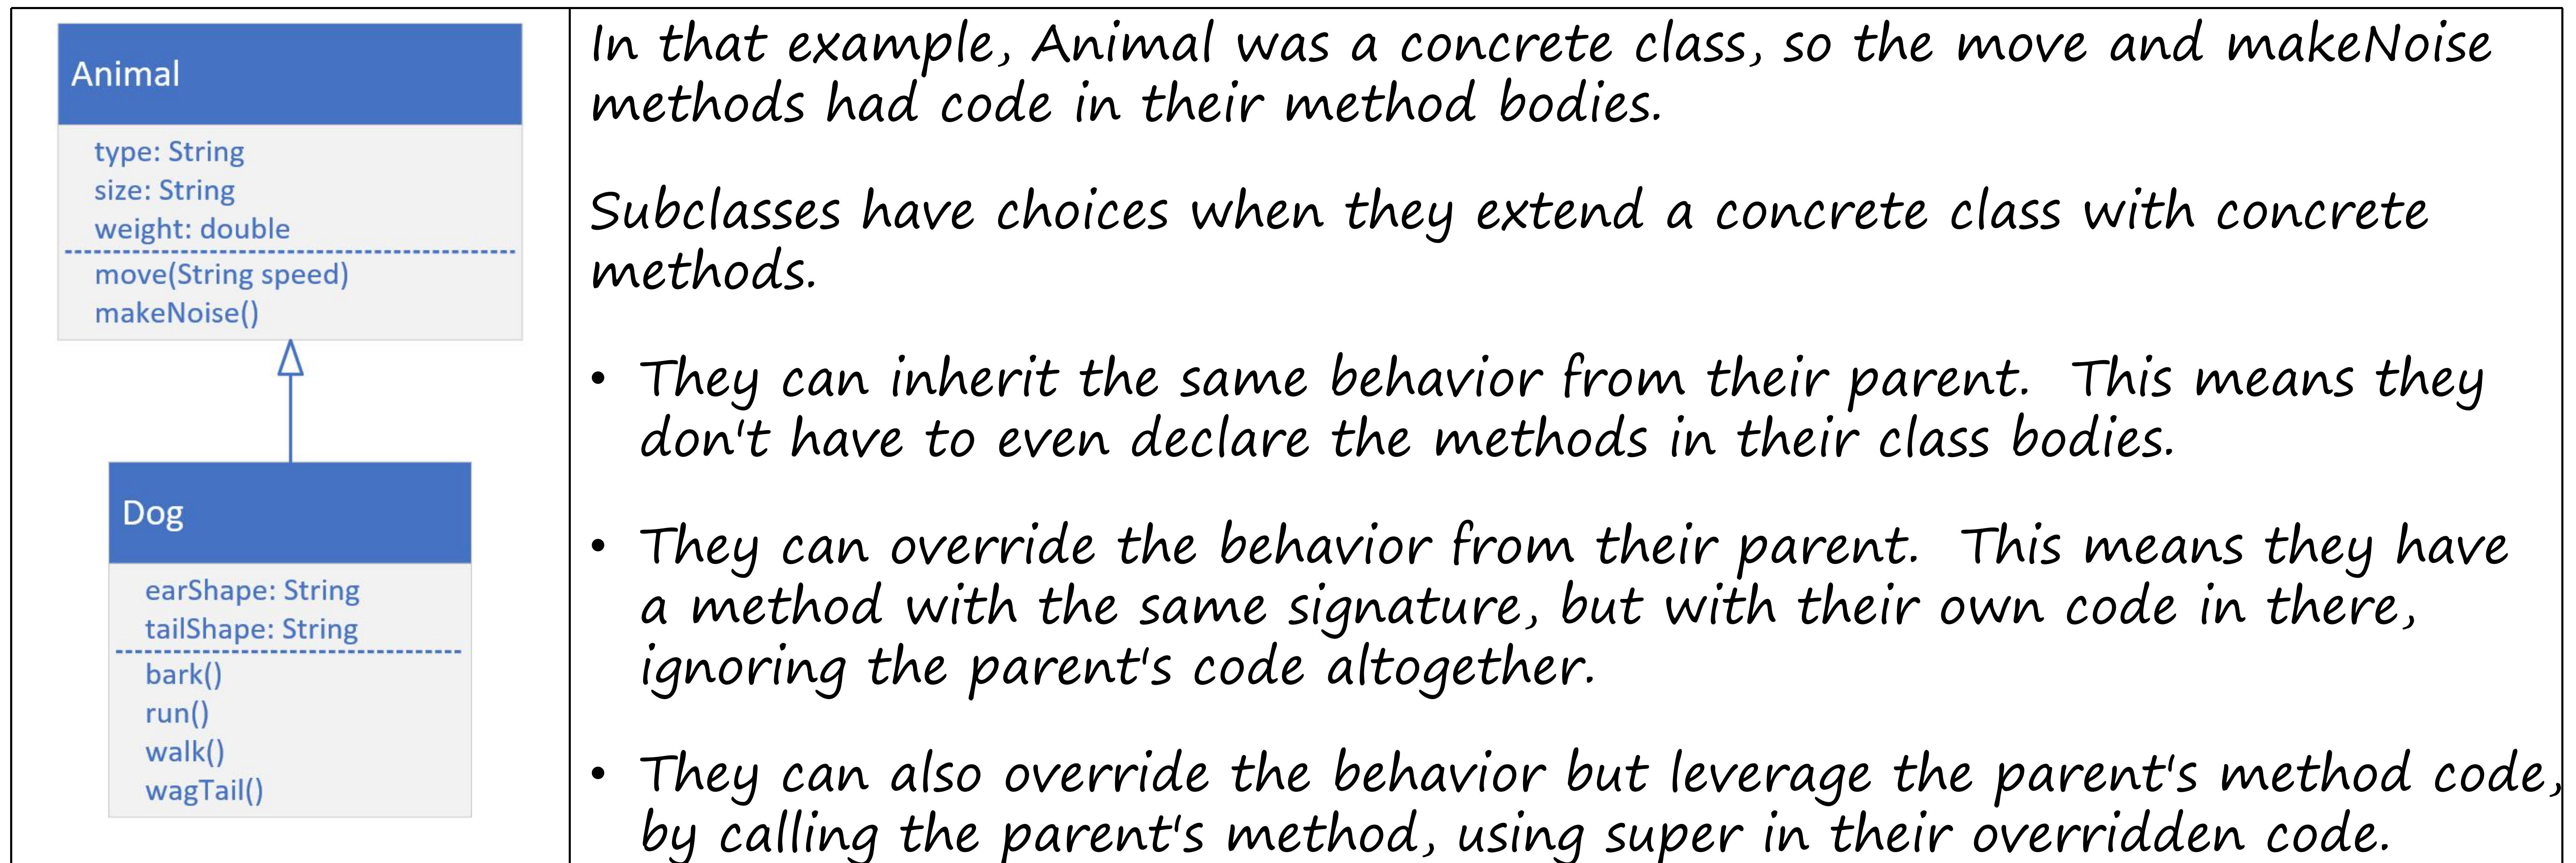 Animal
type: String
size: String
weight: double
move(String speed)
makeNoise()
Dog
earShape: String
tailShape: String
bark()
run()
walk()
wagTail()
In that example, Animal was a concrete class, so the move and makeNoise
methods had code in their method bodies.
Subclasses have choices when they extend a concrete class with concrete
methods.
• They can inherit the same behavior from their parent.  This means they
don't have to even declare the methods in their class bodies.
• They can override the behavior from their parent.  This means they have
a method with the same signature, but with their own code in there,
ignoring the parent's code altogether.
• They can also override the behavior but leverage the parent's method code,
by calling the parent's method, using super in their overridden code.